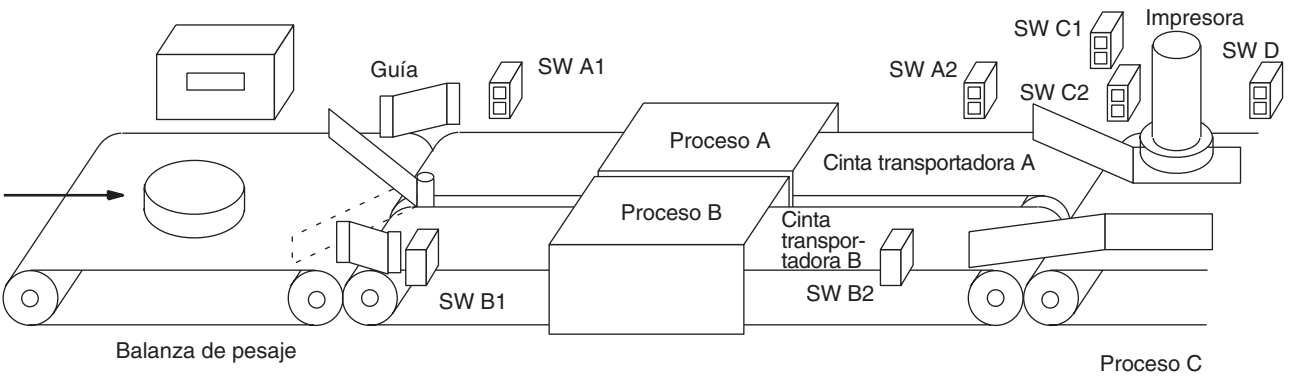 SW C1
Impresora
SW D
Guía
SW A1
SW A2
SW C2
Proceso A
Cinta transportadora A
Proceso B
Cinta
transpor-
tadora B
SW B1
SW B2
Balanza de pesaje
Proceso C